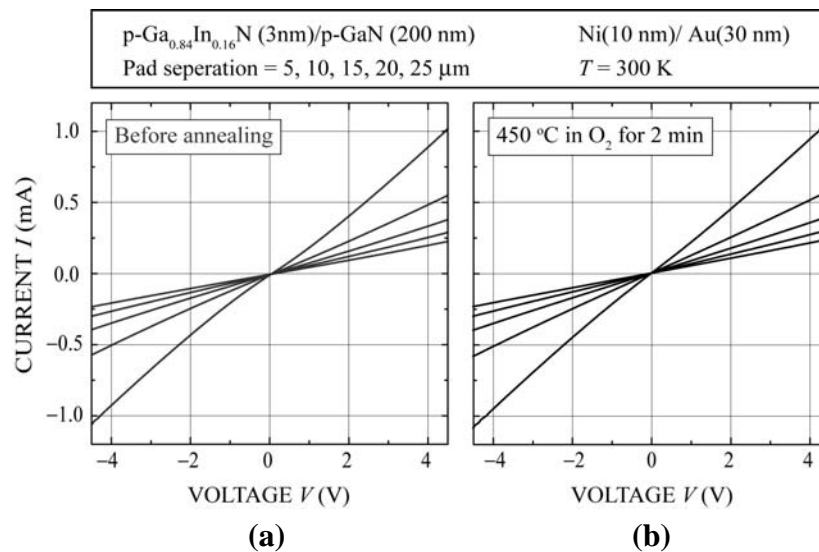 p-Ga0.84In0.16N (3nm)/p-GaN (200 nm) Ni(10 nm)/ Au(30 nm)
Pad seperation = 5, 10, 15, 20, 25 μm T = 300 K
Before annealing
450 °C in O2 for 2 min
CURRENT I (mA)
1.0
0.5
0.0
−0.5
−1.0
−4 −2 0 2 4
−4 −2 0 2 4
VOLTAGE V (V)
VOLTAGE V (V)
(a)
(b)